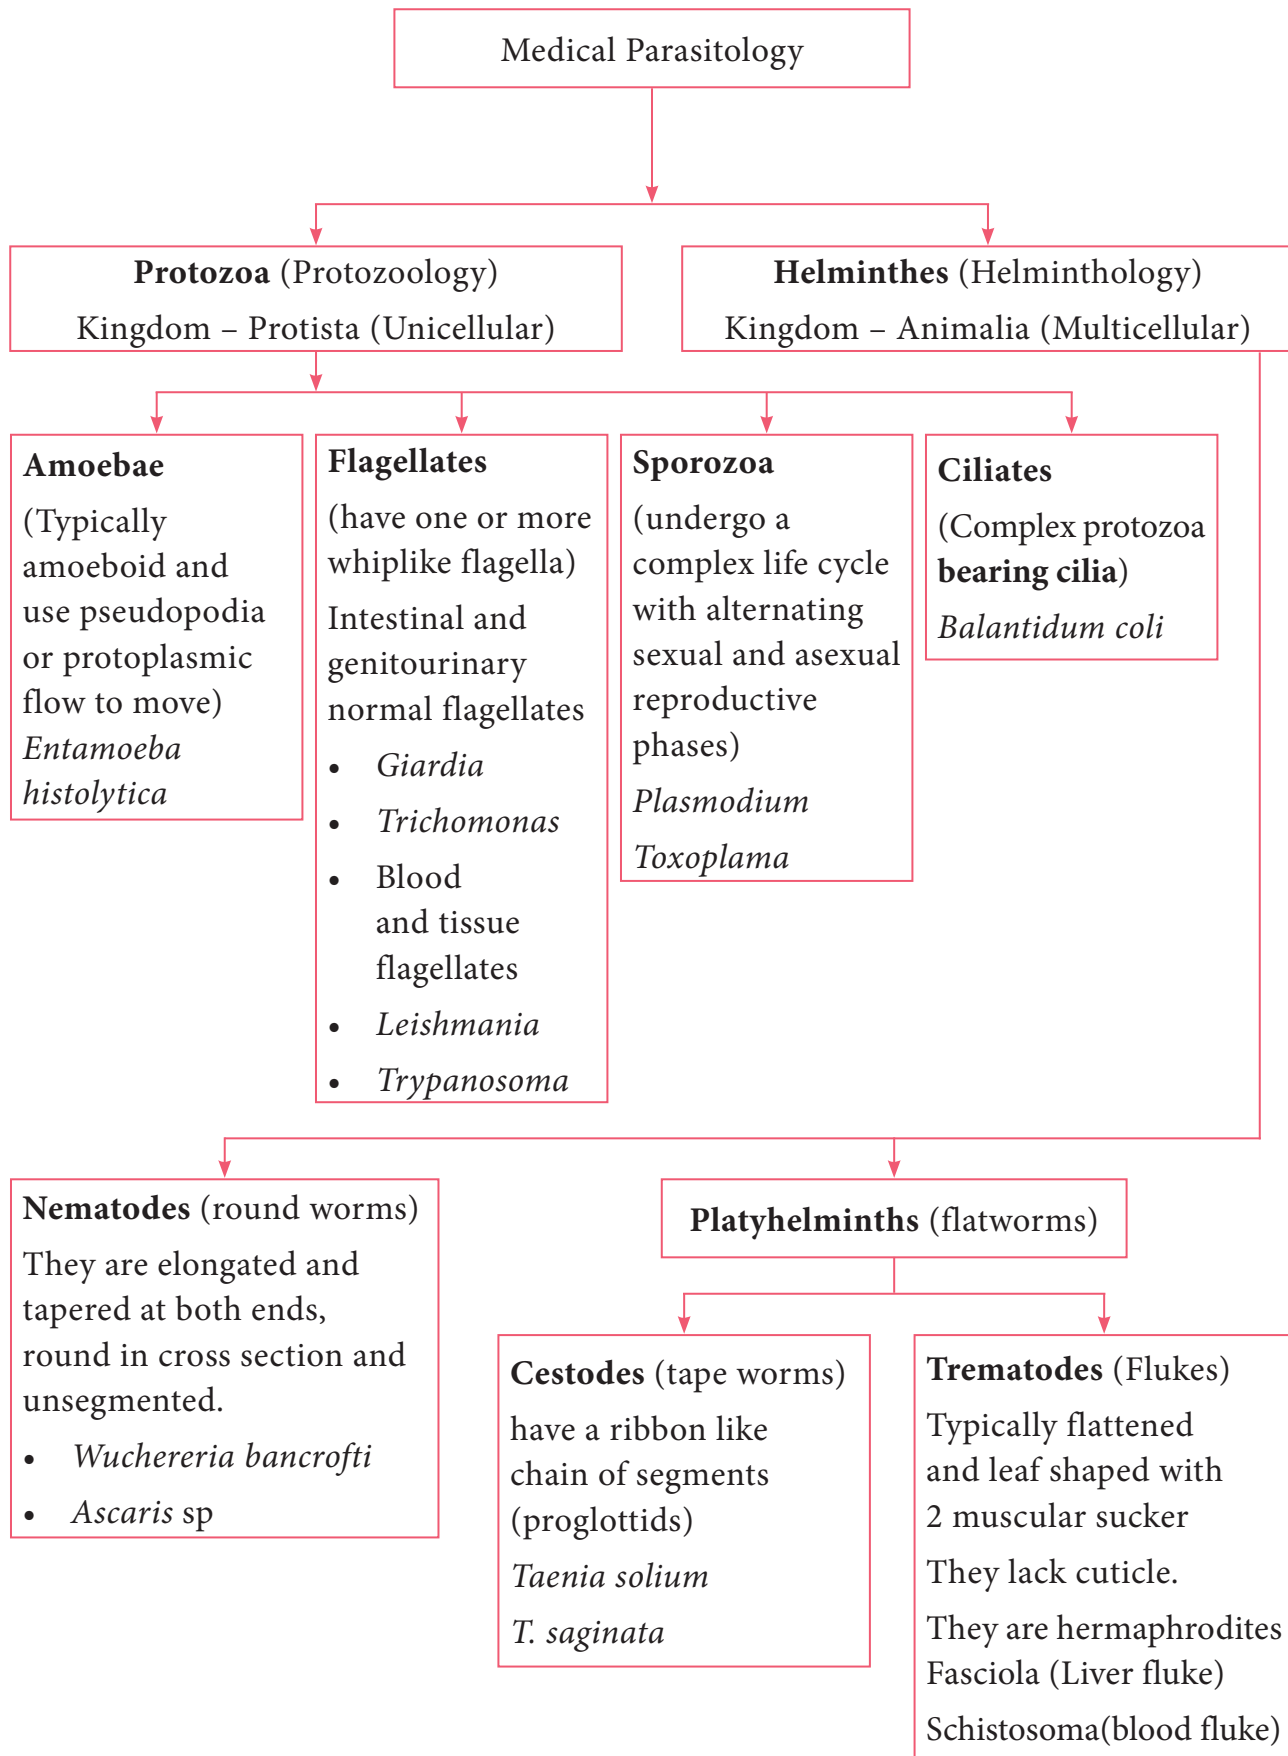 Medical Parasitology
Protozoa (Protozoology)
Kingdom – Protista (Unicellular)
Helminthes (Helminthology)
Kingdom – Animalia (Multicellular)
Amoebae
(Typically
amoeboid and
use pseudopodia
or protoplasmic
flow to move)
Entamoeba
histolytica
Flagellates
(have one or more
whiplike flagella)
Intestinal and
genitourinary
normal flagellates
• Giardia
• Trichomonas
• Blood
and tissue
flagellates
• Leishmania
• Trypanosoma
Sporozoa
(undergo a
complex life cycle
with alternating
sexual and asexual
reproductive
phases)
Plasmodium
Toxoplama
Ciliates
(Complex protozoa
bearing cilia)
Balantidum coli
Nematodes (round worms)
They are elongated and
tapered at both ends,
round in cross section and
unsegmented.
• Wuchereria bancrofti
• Ascaris sp
Platyhelminths (flatworms)
Cestodes (tape worms)
have a ribbon like
chain of segments
(proglottids)
Taenia solium
T. saginata
Trematodes (Flukes)
Typically flattened
and leaf shaped with
2 muscular sucker
They lack cuticle.
They are hermaphrodites
Fasciola (Liver fluke)
Schistosoma(blood fluke)